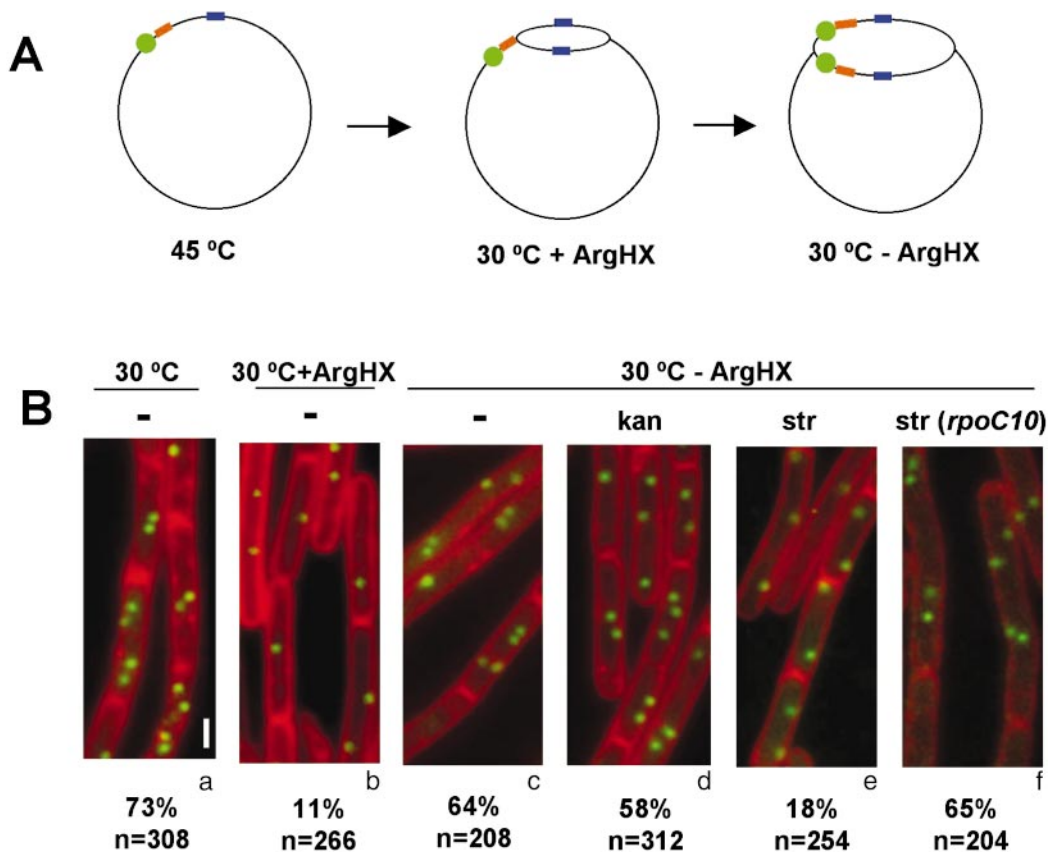 A
45 ºC
30 ºC + ArgHX
30 ºC - ArgHX
B
30 ºC
30 ºC+ArgHX
30 ºC - ArgHX
- - - kan str str (rpoC10)
a b c d e f
73% 11% 64% 58% 18% 65%
n=308 n=266 n=208 n=312 n=254 n=204